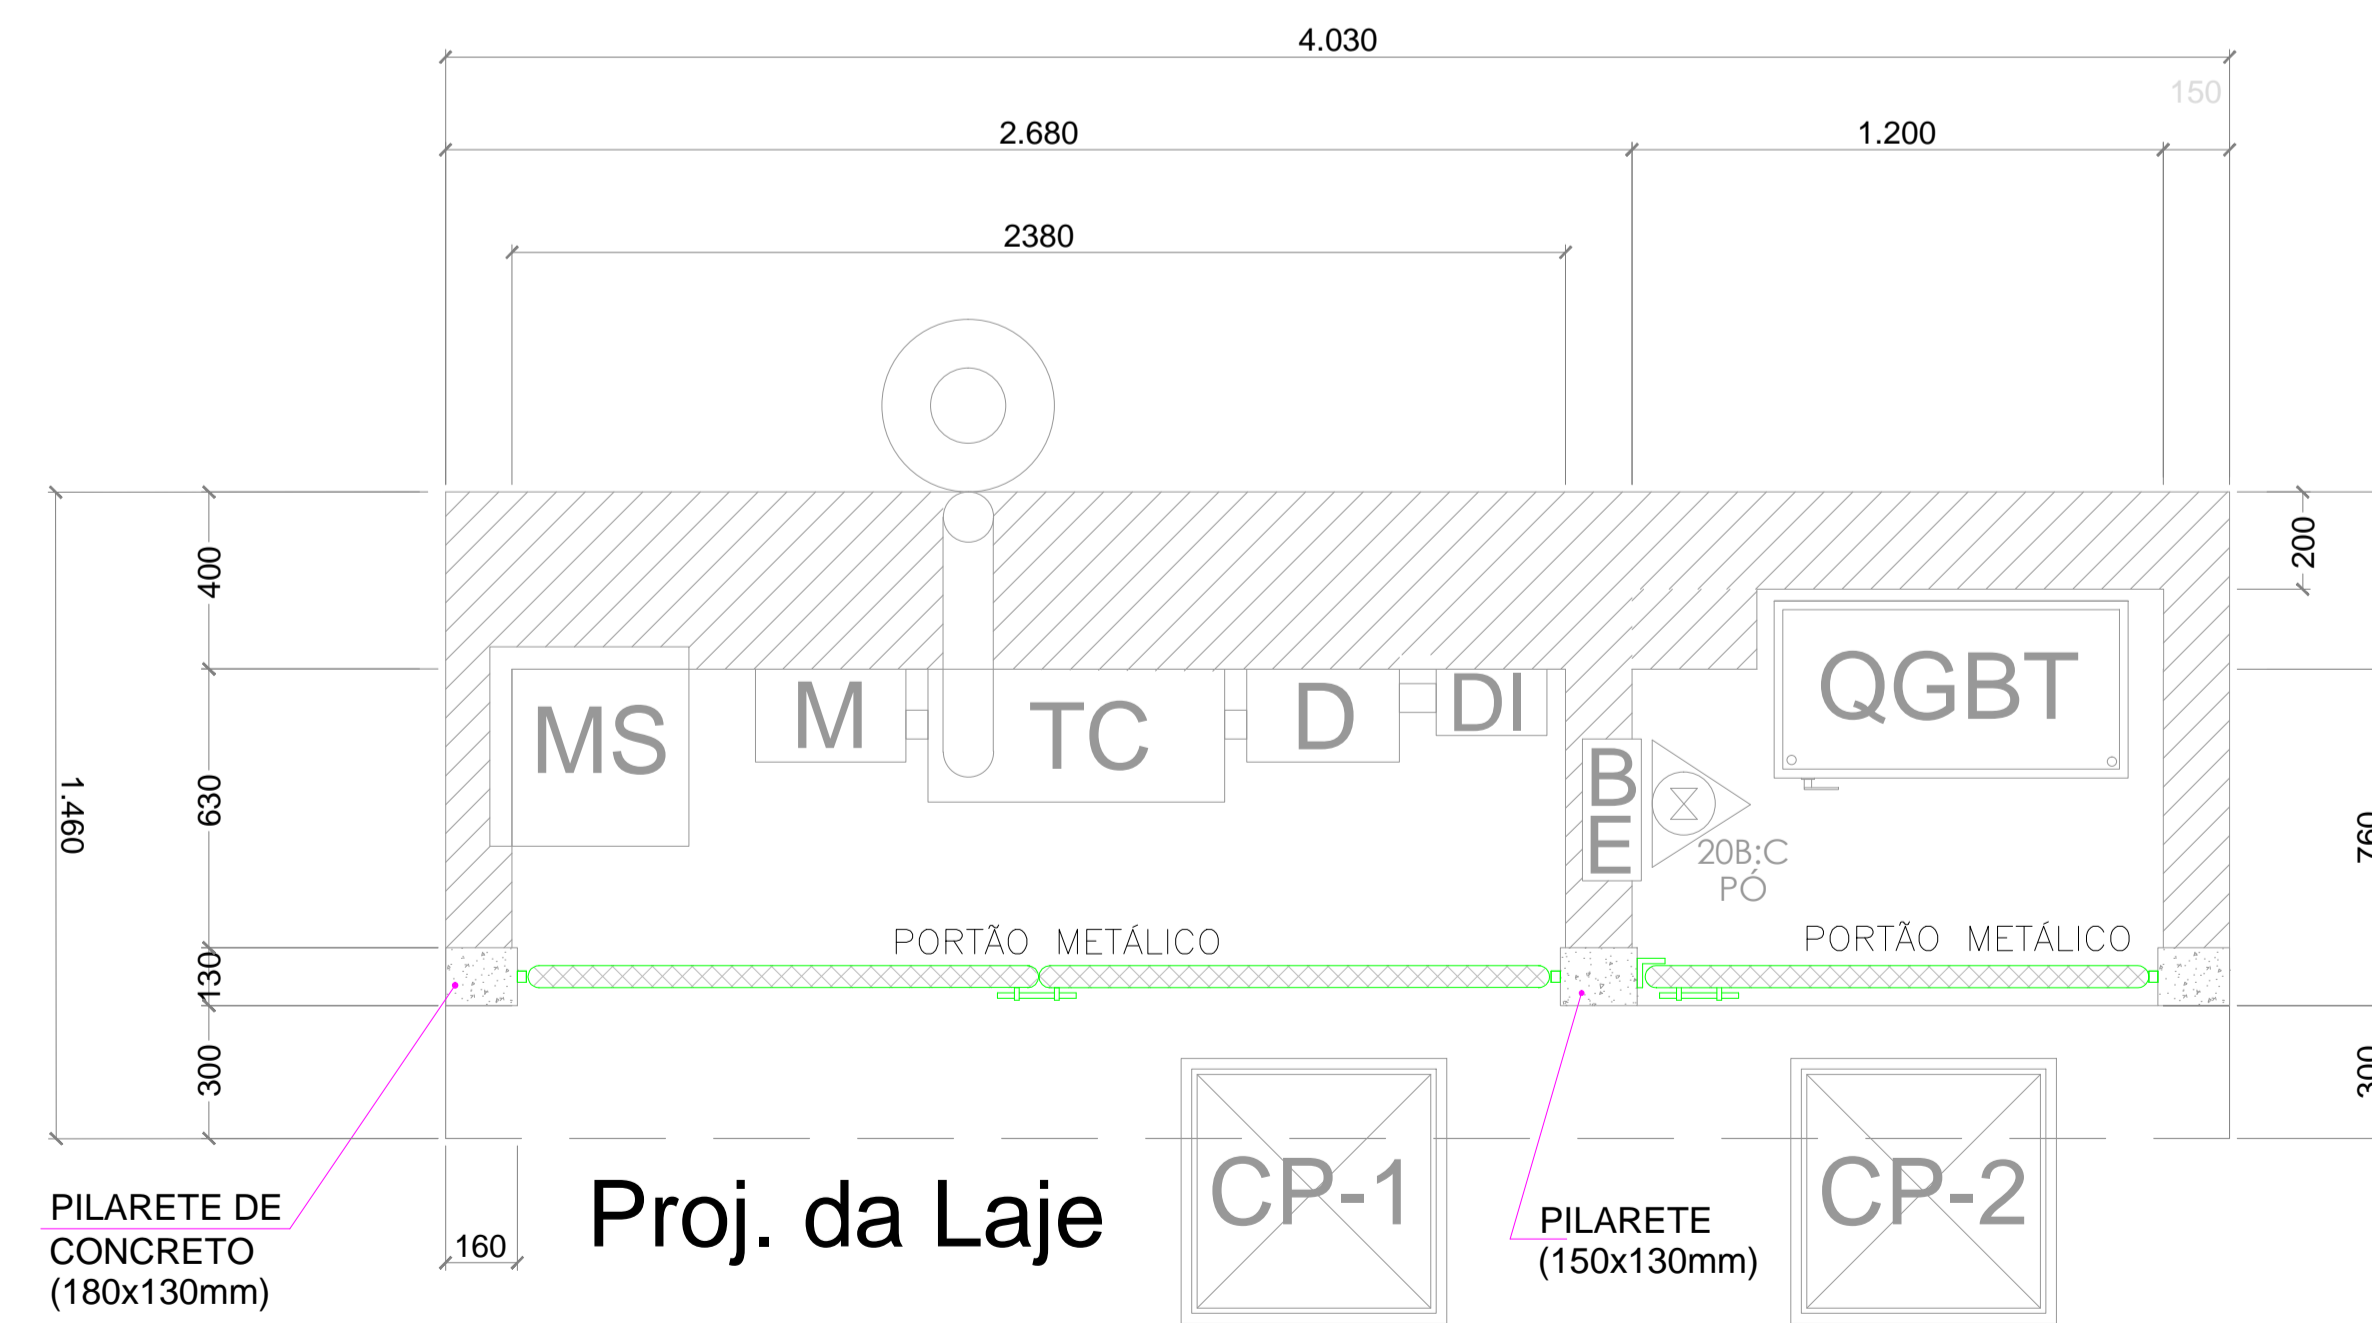 4.030
150
2.680
1.200
2380
400
200
MS
M
TC
D
DI
QGBT
B
E
630
1.460
760
20B:C
PÓ
PORTÃO METÁLICO
PORTÃO METÁLICO
130
300
300
CP-1
CP-2
Proj. da Laje
PILARETE DE
CONCRETO
(180x130mm)
160
PILARETE
(150x130mm)